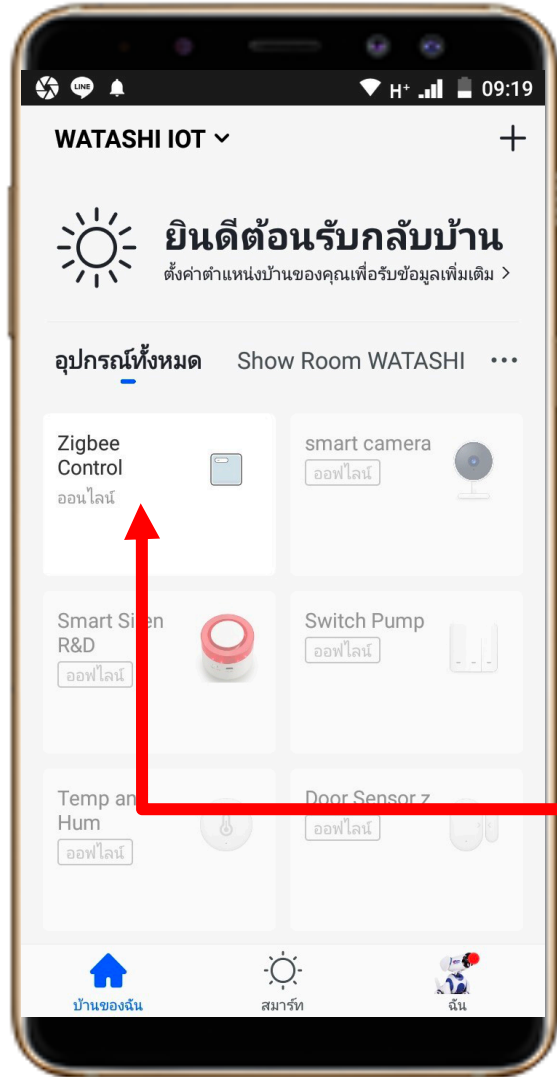 LINE
H+ 09:19
WATASHI IOT
ยินดีต้อนรับกลับบ้าน
ตั้งค่าตำแหน่งบ้านของคุณเพื่อรับข้อมูลเพิ่มเติม >
อุปกรณ์ทั้งหมด Show Room WATASHI
Zigbee
Control
ออนไลน์
smart camera
ออฟไลน์
Smart Siren
R&D
ออฟไลน์
Switch Pump
ออฟไลน์
Temp and
Hum
ออฟไลน์
Door Sensor z
ออฟไลน์
บ้านของฉัน
สมาร์ท
ฉัน